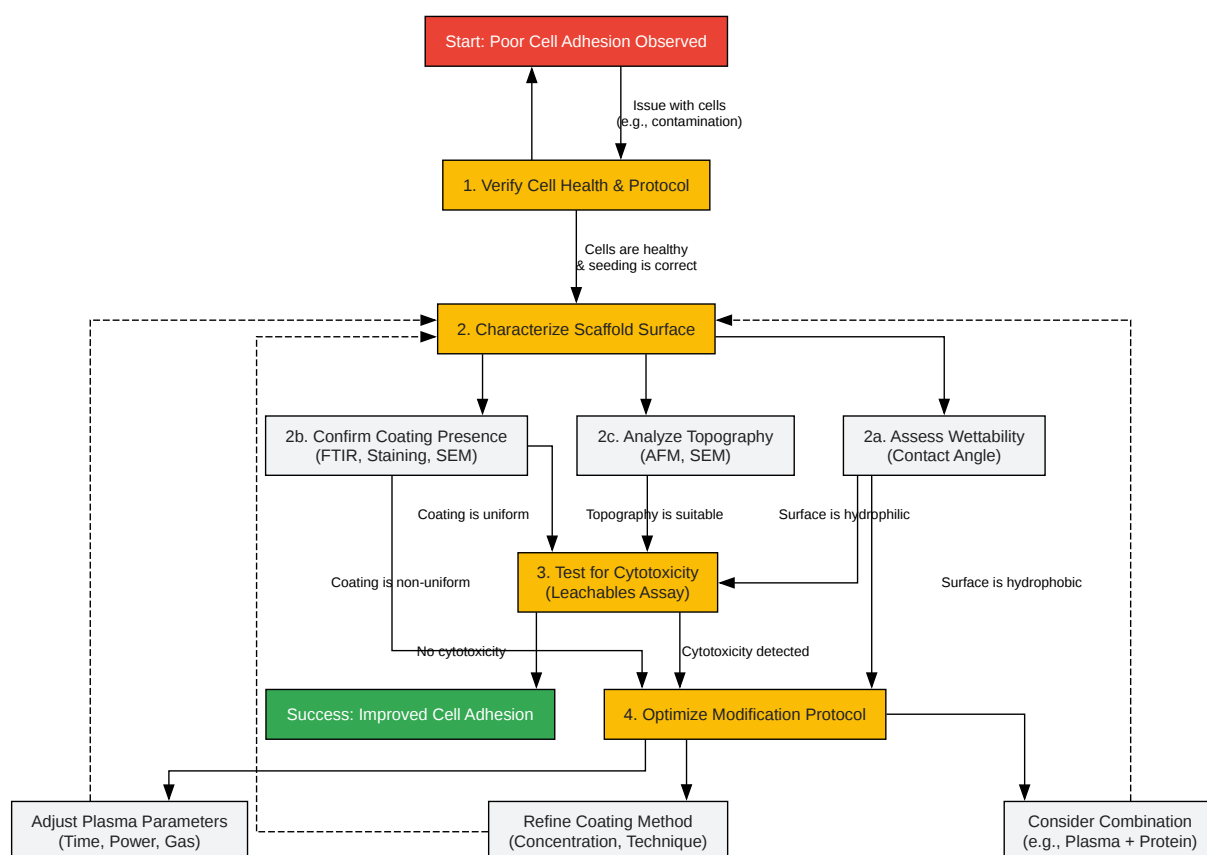 Start: Poor Cell Adhesion Observed
Issue with cells
(e.g., contamination)
1. Verify Cell Health & Protocol
Cells are healthy
& seeding is correct
2. Characterize Scaffold Surface
2b. Confirm Coating Presence
(FTIR, Staining, SEM)
2c. Analyze Topography
(AFM, SEM)
2a. Assess Wettability
(Contact Angle)
Coating is uniform
Topography is suitable
Surface is hydrophilic
3. Test for Cytotoxicity
(Leachables Assay)
Coating is non-uniform
Surface is hydrophobic
No cytotoxicity
Cytotoxicity detected
Success: Improved Cell Adhesion
4. Optimize Modification Protocol
Adjust Plasma Parameters
(Time, Power, Gas)
Refine Coating Method
(Concentration, Technique)
Consider Combination
(e.g., Plasma + Protein)